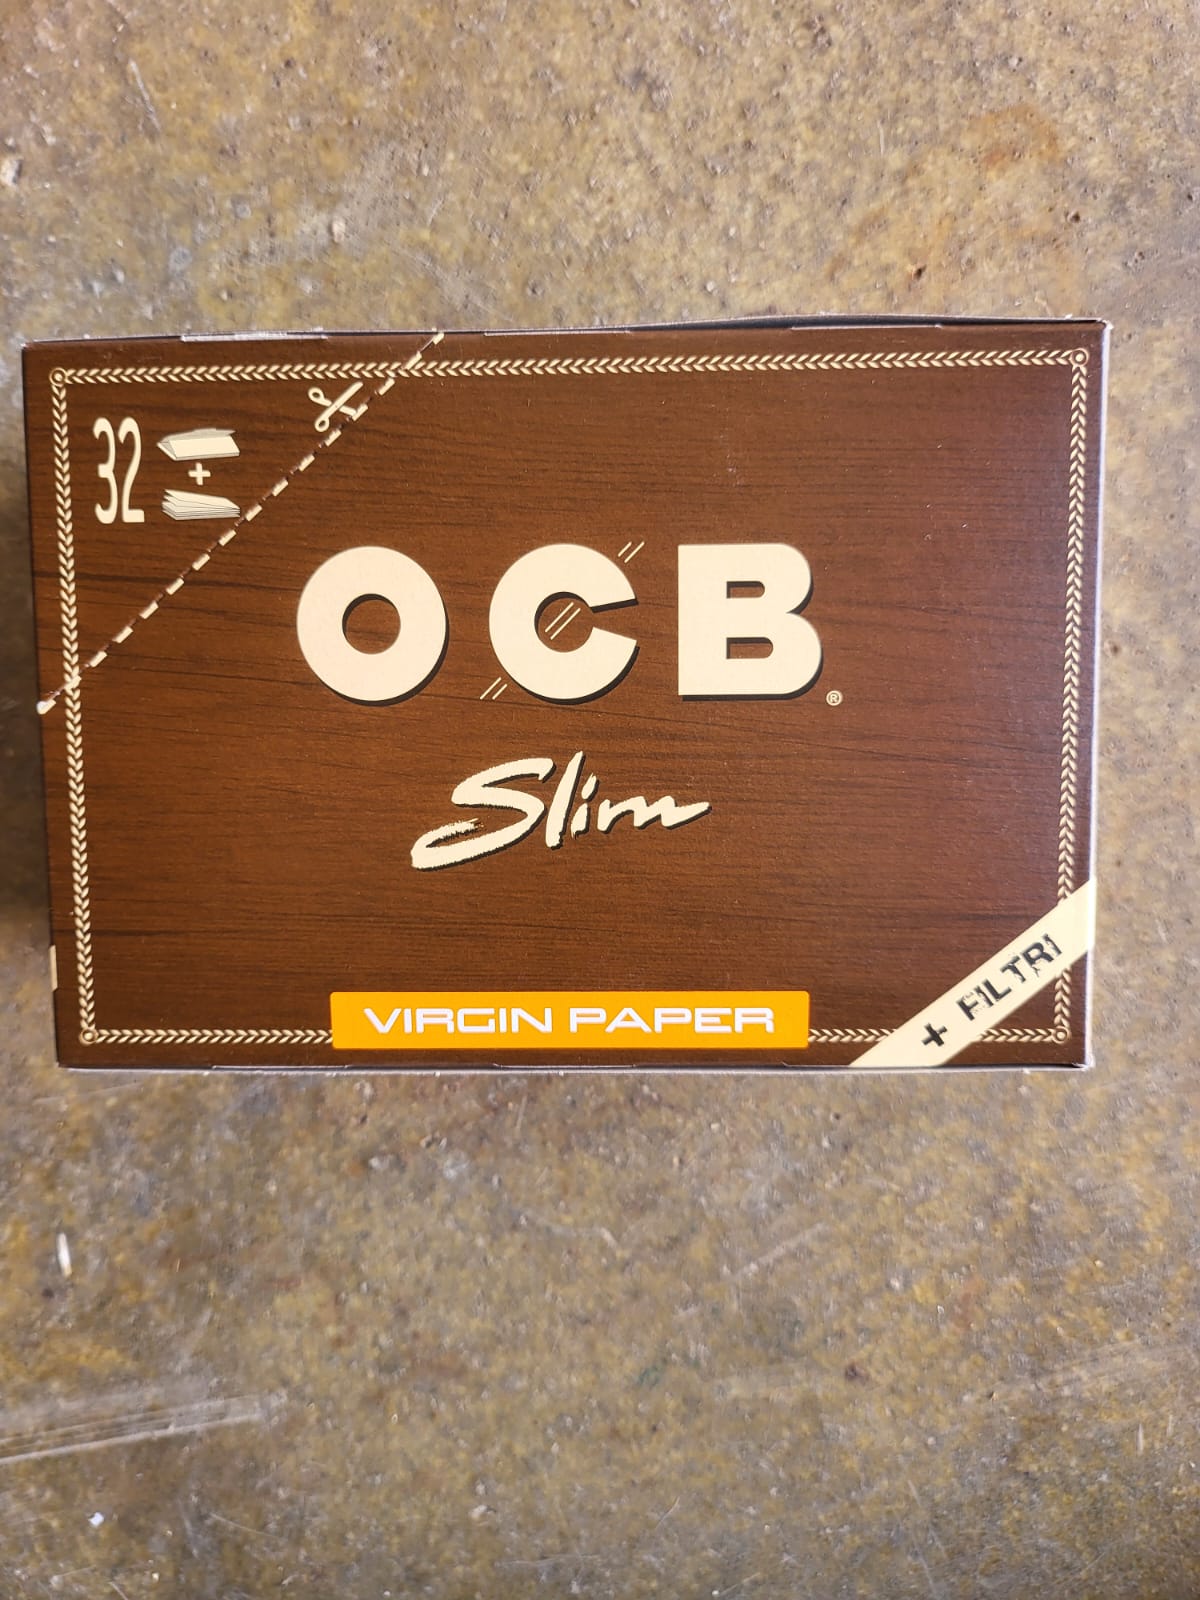 32
+
OCB®
Slim
VIRGIN PAPER
+ FILTRI